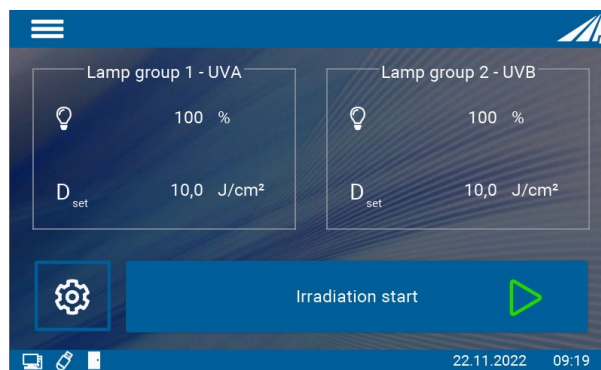 Lamp group 1 - UVA
100 %
D set 10,0 J/cm²
Lamp group 2 - UVB
100 %
D set 10,0 J/cm²
Irradiation start
22.11.2022 09:19